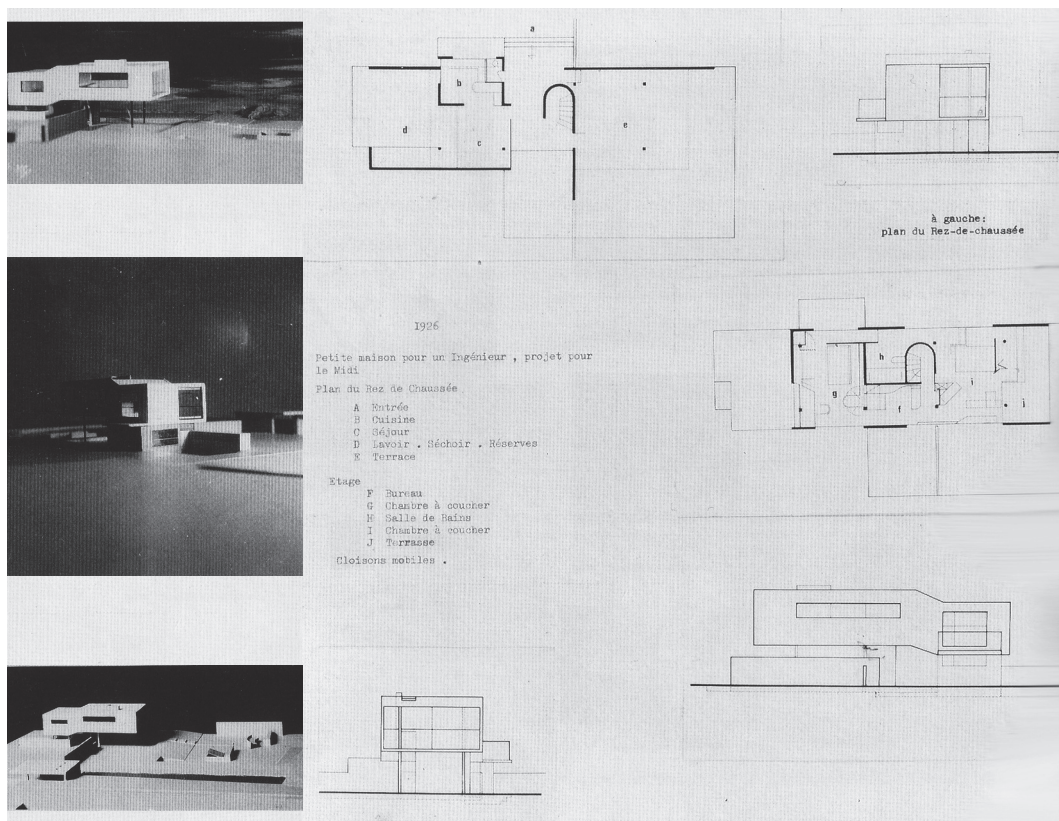 a
b
c
d
e
à gauche:
plan du Rez-de-chaussée
1926
Petite maison pour un Ingénieur , projet pour
le Midi
Plan du Rez de Chaussée
A Entrée
B Cuisine
C Séjour
D Lavoir . Séchoir . Réserves
E Terrace
Etage
F Bureau
G Chambre à coucher
H Salle de Bains
I Chambre à coucher
J Terrasse
Cloisons mobiles .
h
g
f
i
j